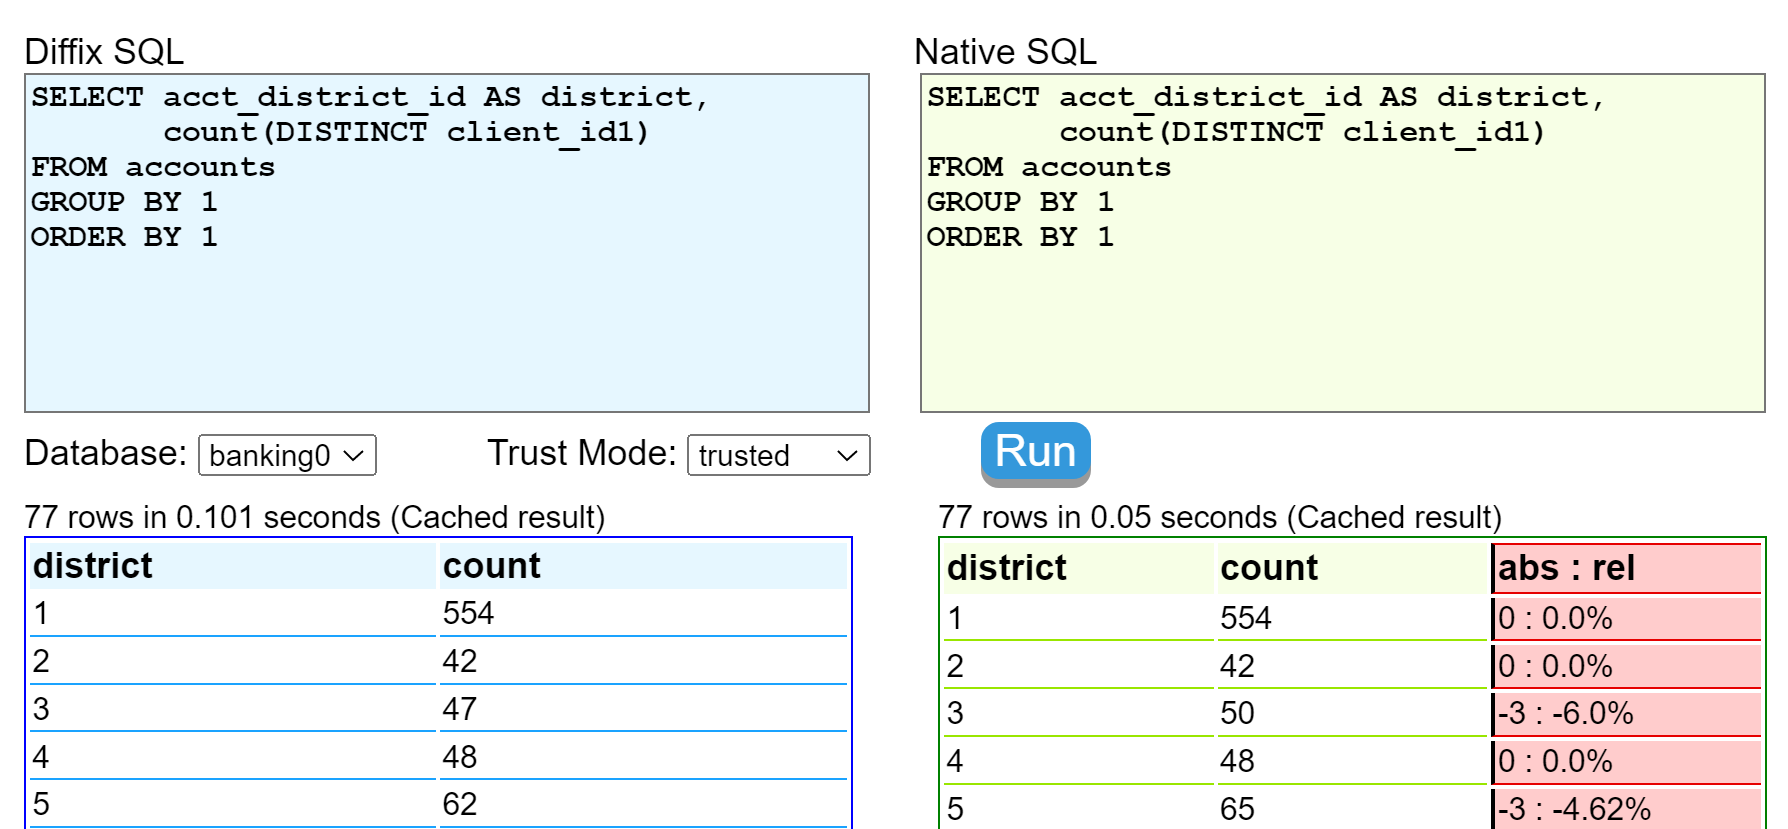 Diffix SQL
SELECT acct_district_id AS district,
       count(DISTINCT client_id1)
FROM accounts
GROUP BY 1
ORDER BY 1
Native SQL
SELECT acct_district_id AS district,
       count(DISTINCT client_id1)
FROM accounts
GROUP BY 1
ORDER BY 1
Database: banking0 Trust Mode: trusted Run
77 rows in 0.101 seconds (Cached result)
district count
1 554
2 42
3 47
4 48
5 62
77 rows in 0.05 seconds (Cached result)
district count abs : rel
1 554 0 : 0.0%
2 42 0 : 0.0%
3 50 -3 : -6.0%
4 48 0 : 0.0%
5 65 -3 : -4.62%